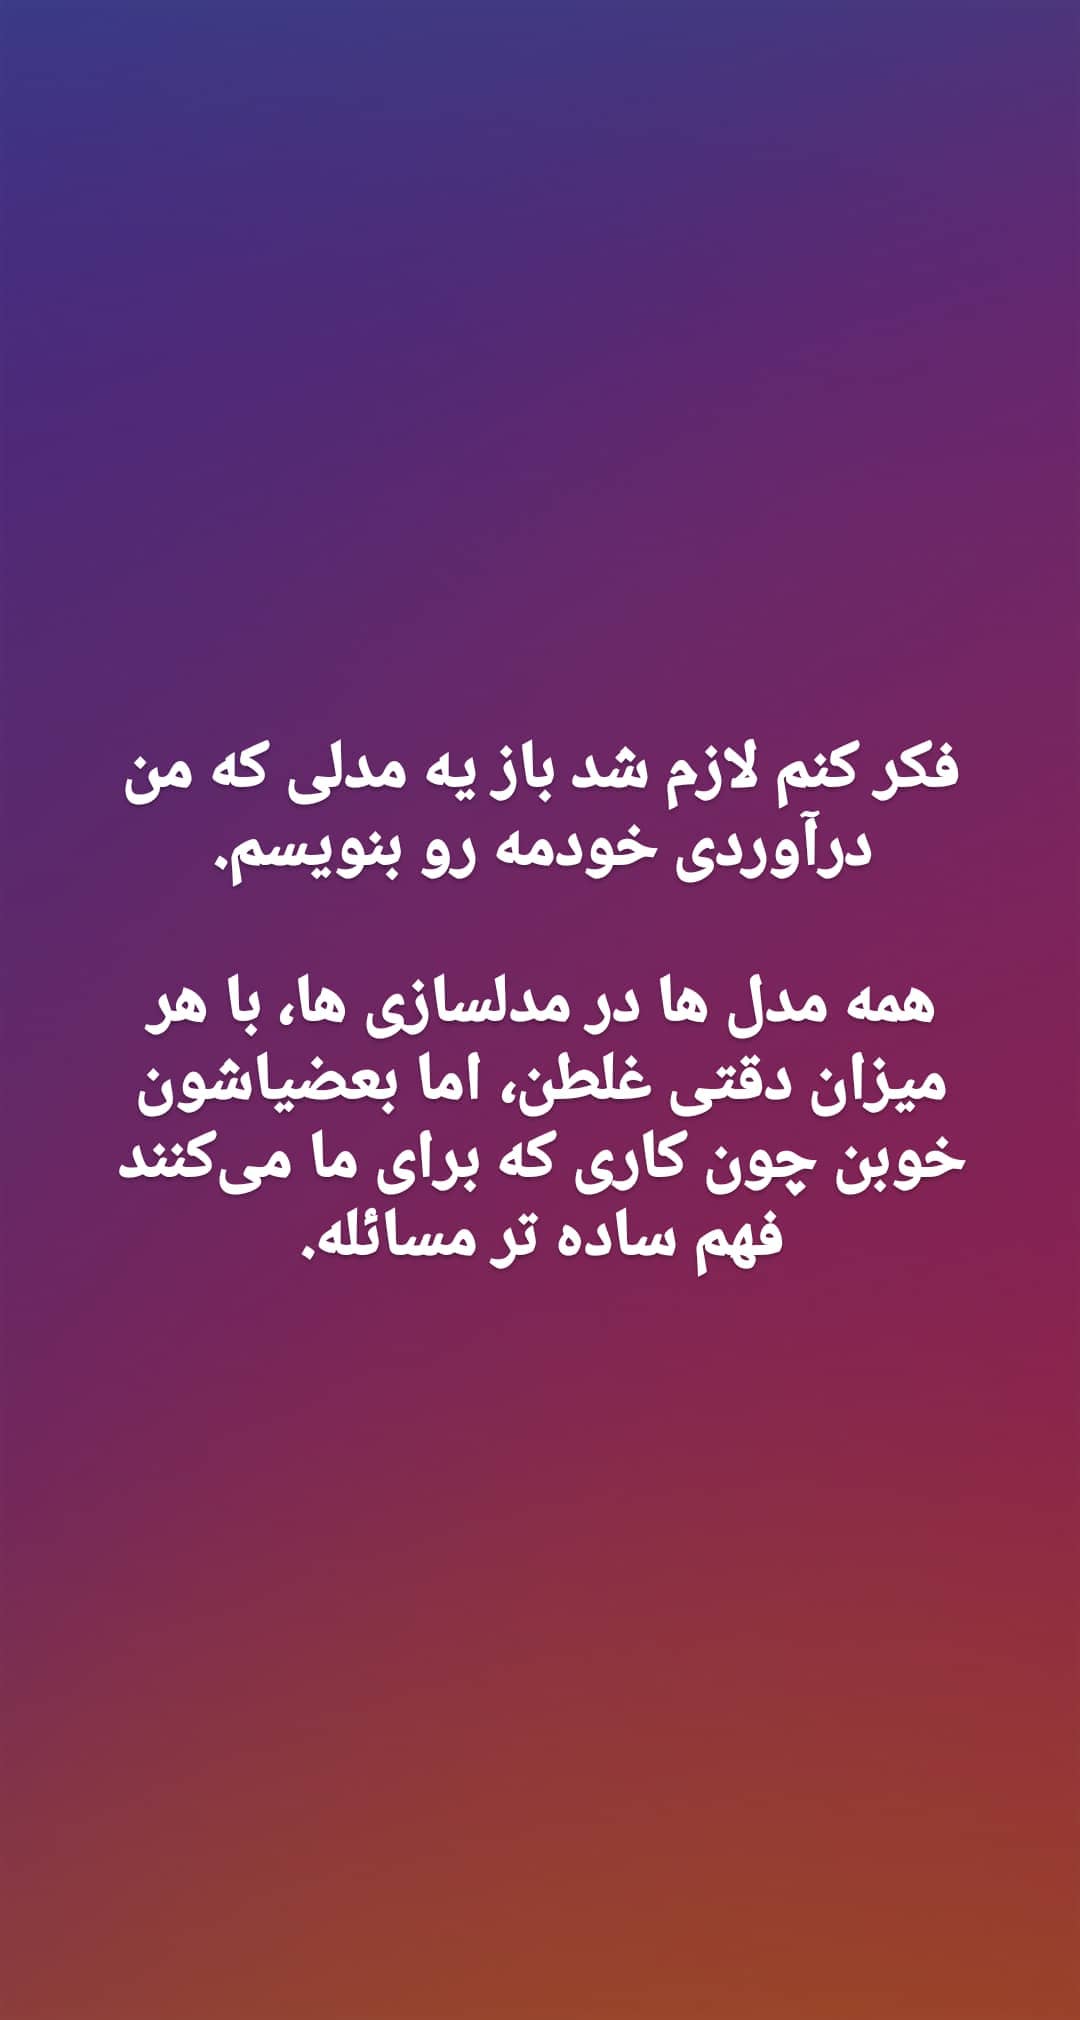 فکر کنم لازم شد باز یه مدلی که من
درآوردی خودمه رو بنویسم.
همه مدل ها در مدلسازی ها، با هر
میزان دقتی غلطن، اما بعضیاشون
خوبن چون کاری که برای ما می‌کنند
فهم ساده تر مسائله.